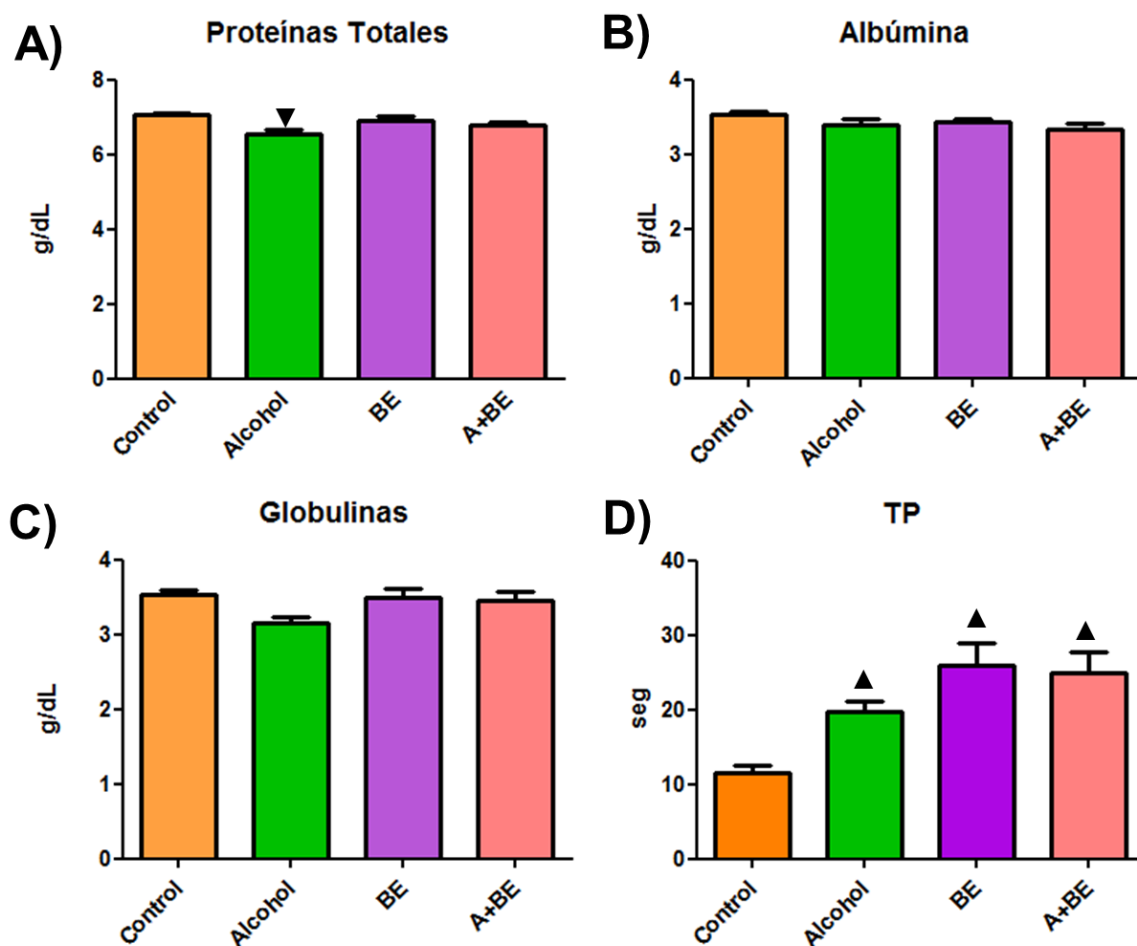 A)
Proteínas Totales
g/dL
8
6
4
2
0
Control
Alcohol
BE
A+BE
B)
Albúmina
g/dL
4
3
2
1
0
Control
Alcohol
BE
A+BE
C)
Globulinas
g/dL
4
3
2
1
0
Control
Alcohol
BE
A+BE
D)
TP
seg
40
30
20
10
0
Control
Alcohol
BE
A+BE